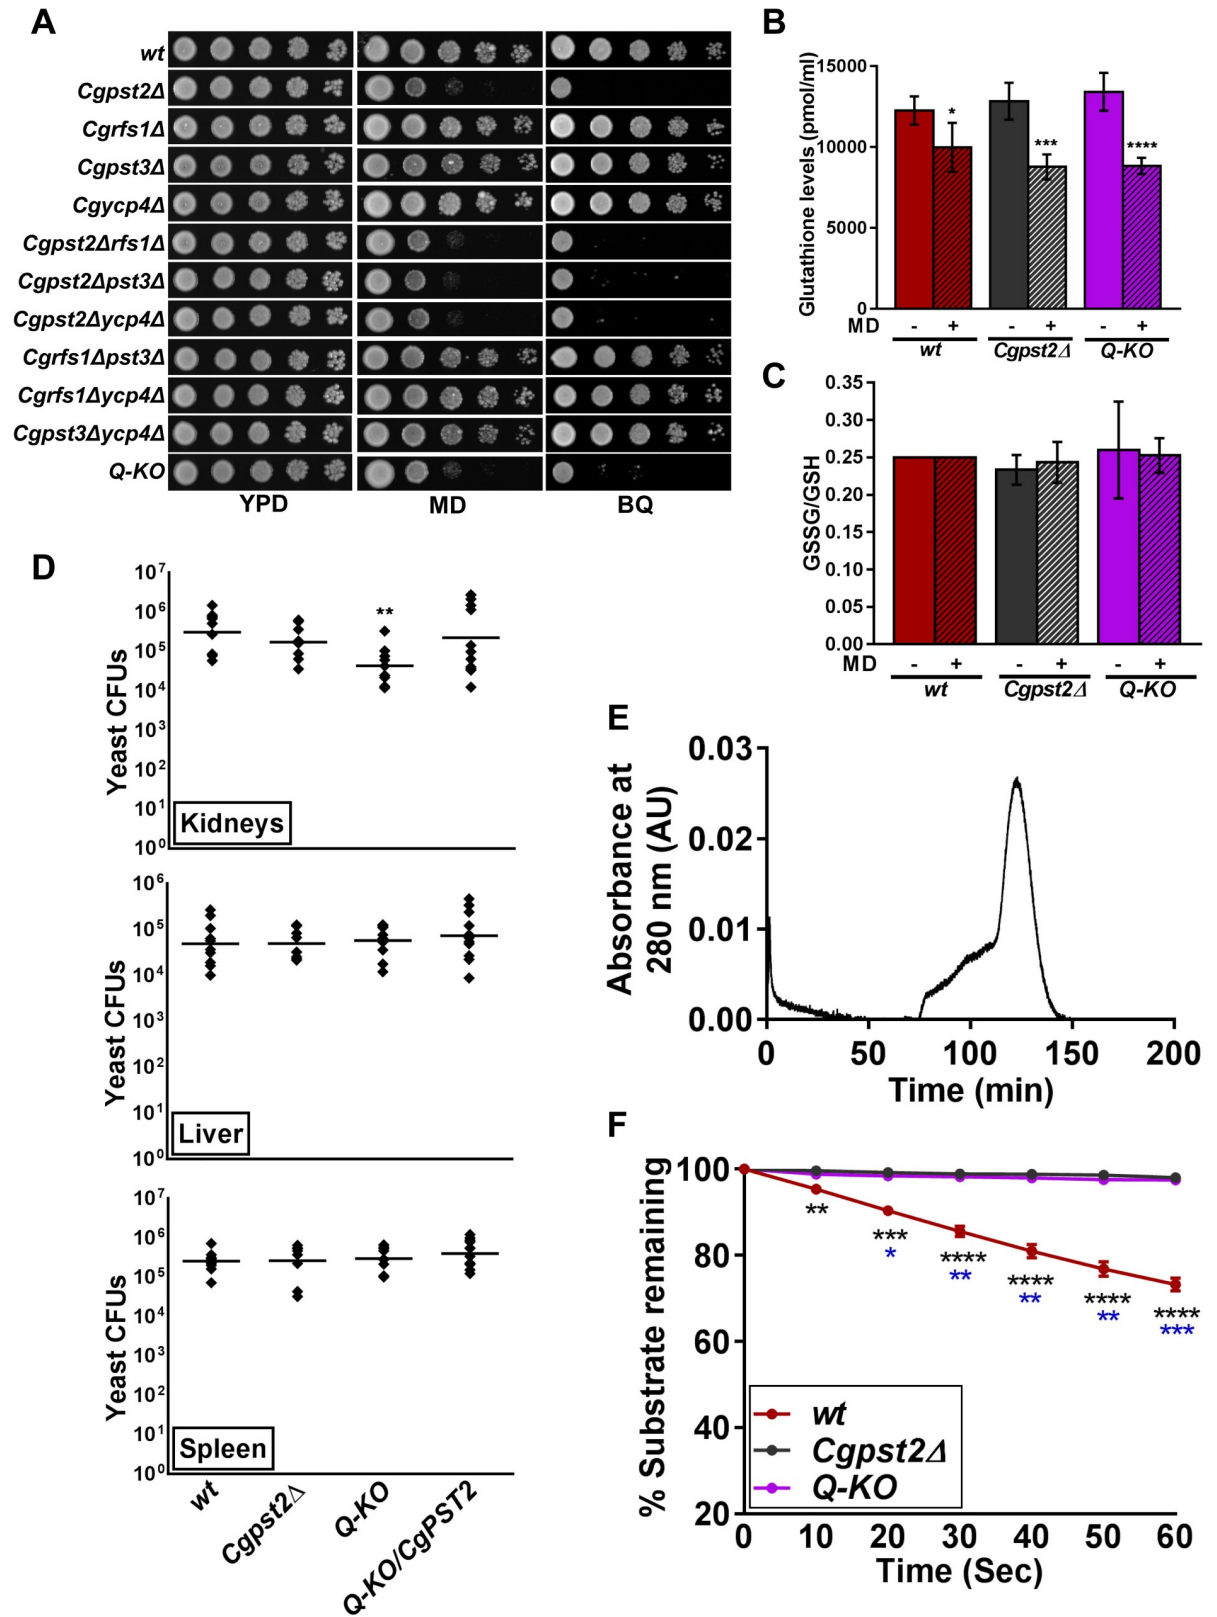 A
wt
Cgpst2Δ
Cgrfs1Δ
Cgpst3Δ
Cgycp4Δ
Cgpst2Δrfs1Δ
Cgpst2Δpst3Δ
Cgpst2Δycp4Δ
Cgrfs1Δpst3Δ
Cgrfs1Δycp4Δ
Cgpst3Δycp4Δ
Q-KO
YPD MD BQ
B
Glutathione levels (pmol/ml)
15000
10000
5000
0
* *** ****
MD - + - + - +
wt Cgpst2Δ Q-KO
C
GSSG/GSH
0.35
0.30
0.25
0.20
0.15
0.10
0.05
0.00
MD - + - + - +
wt Cgpst2Δ Q-KO
D
Yeast CFUs
10⁷
10⁶
10⁵
10⁴
10³
10²
10¹
10⁰
**
Kidneys
Yeast CFUs
10⁶
10⁵
10⁴
10³
10²
10¹
10⁰
Liver
Yeast CFUs
10⁷
10⁶
10⁵
10⁴
10³
10²
10¹
10⁰
Spleen
wt Cgpst2Δ Q-KO Q-KO/CgPST2
E
Absorbance at
280 nm (AU)
0.03
0.02
0.01
0.00
0 50 100 150 200
Time (min)
F
% Substrate remaining
100
80
60
40
20
** *** **** **** **** ****
* ** ** ** ***
wt
Cgpst2Δ
Q-KO
0 10 20 30 40 50 60
Time (Sec)